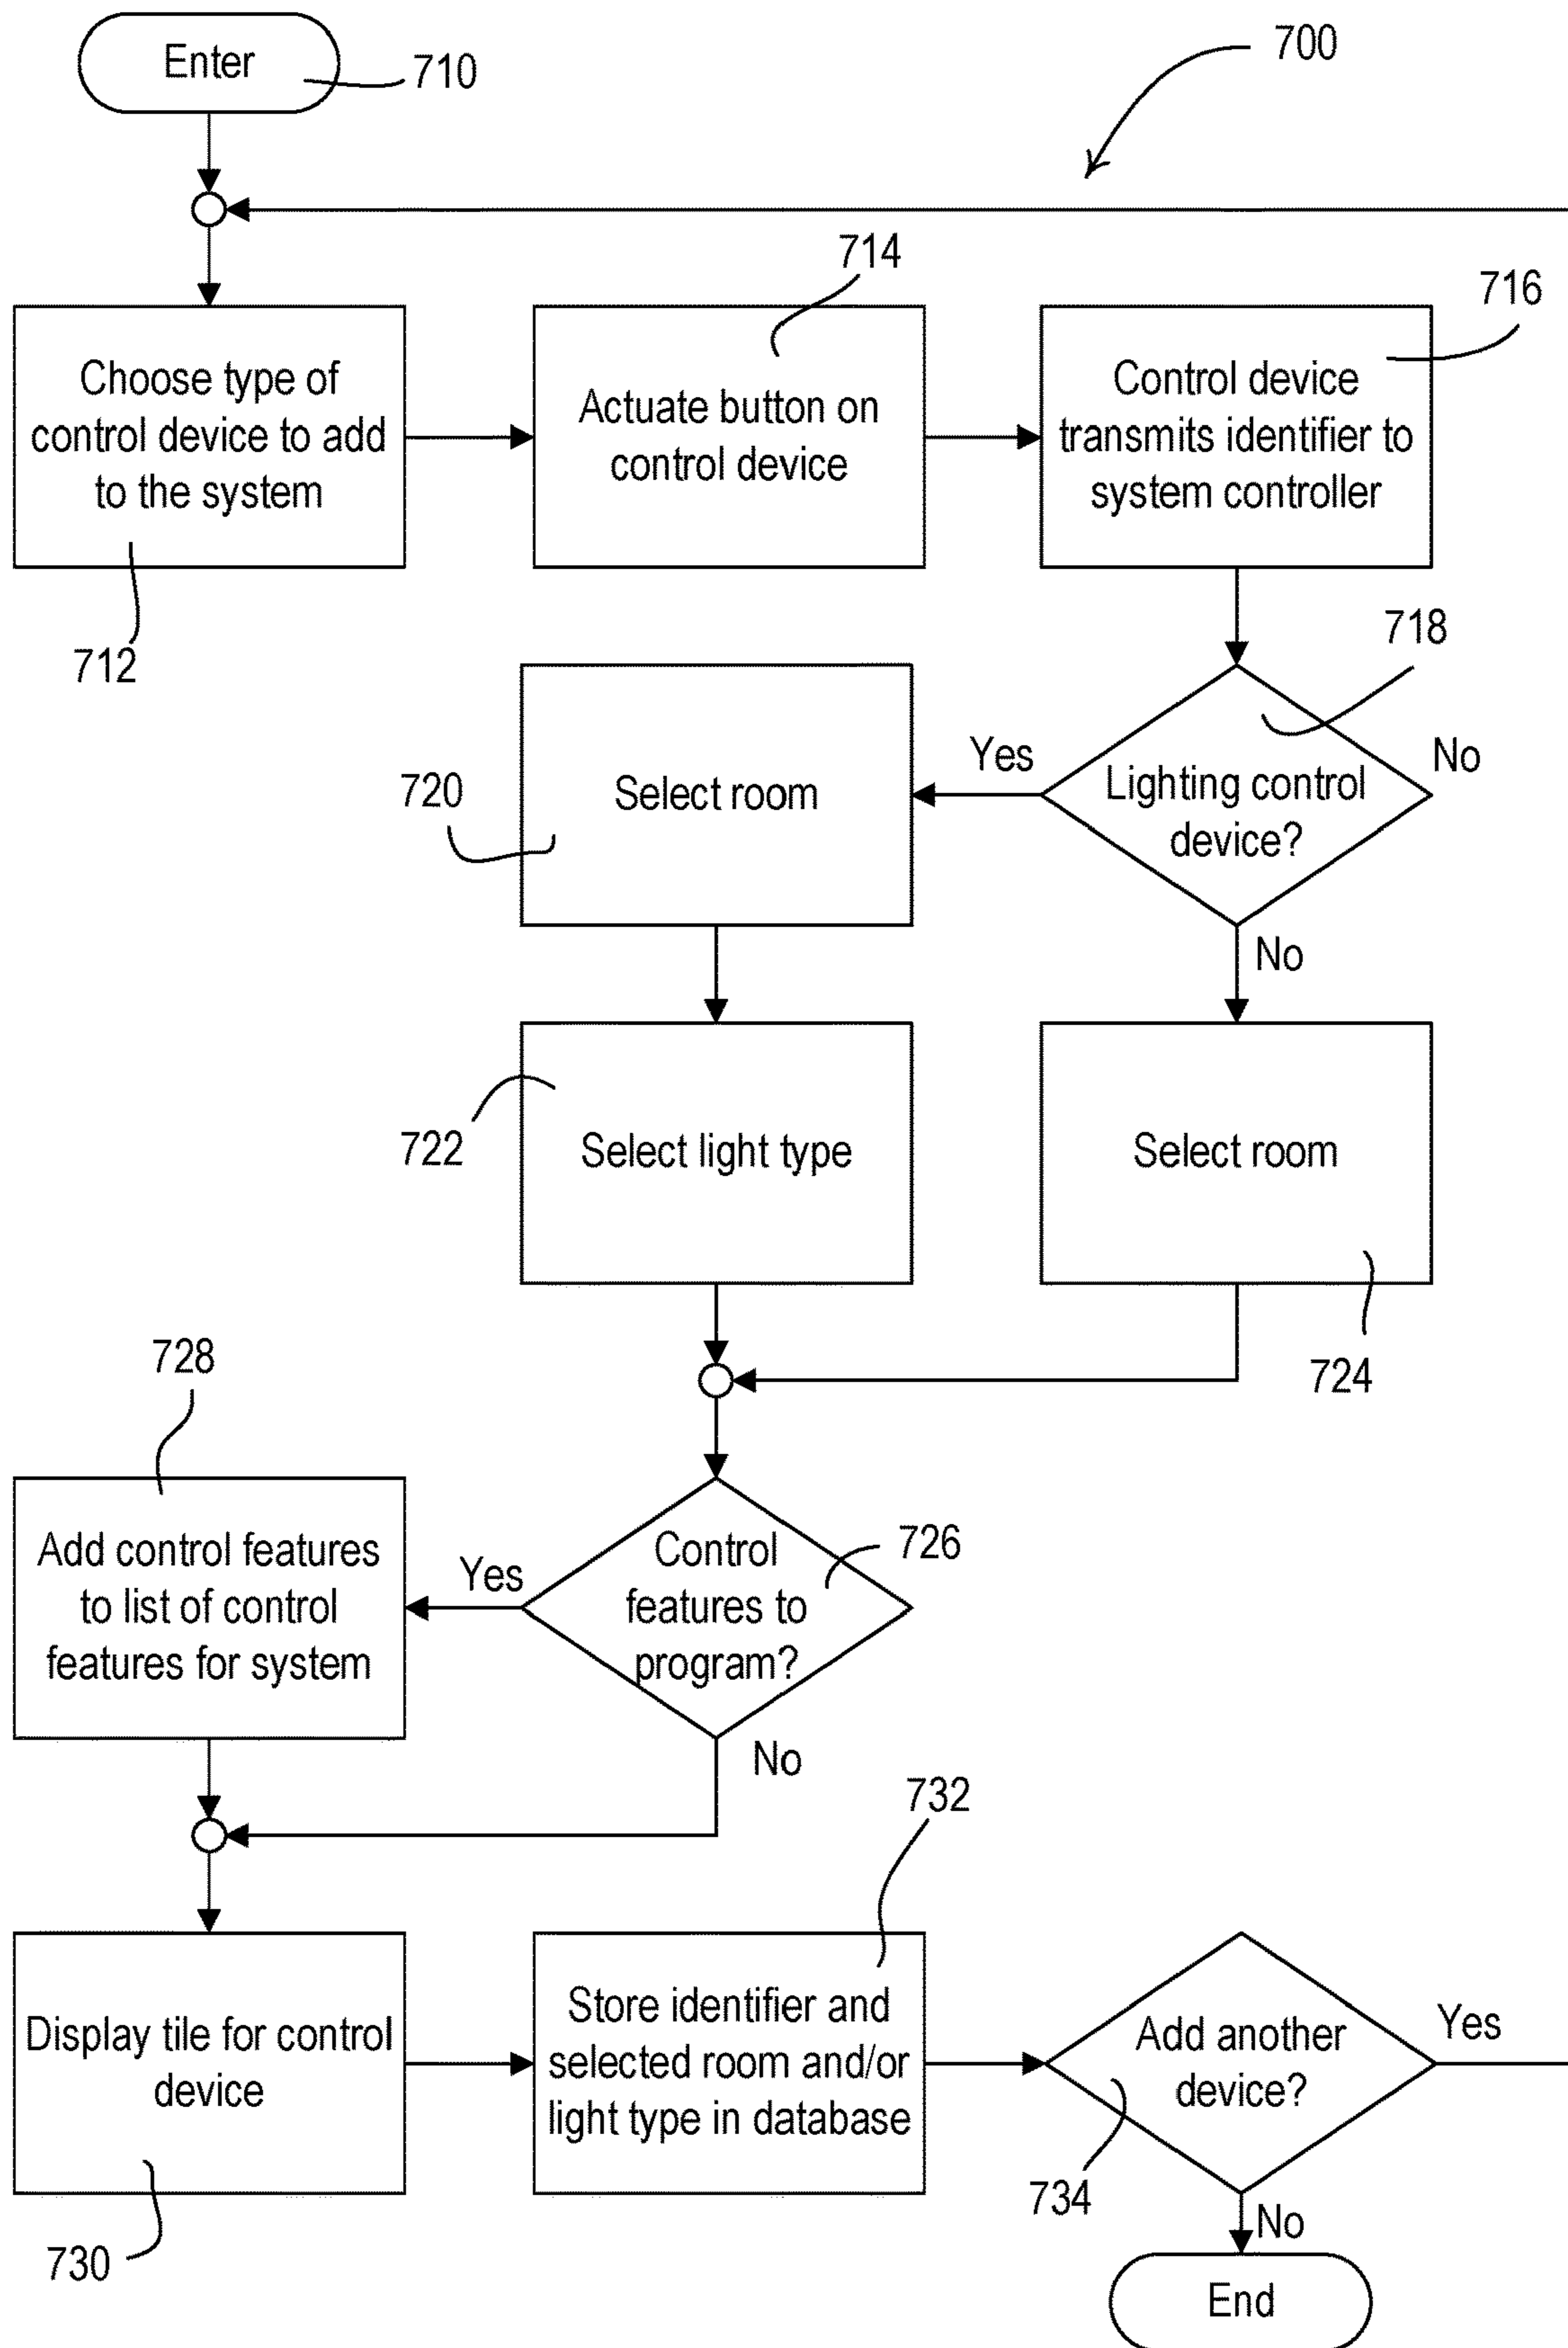 Enter
710
700
714
716
Choose type of
control device to add
to the system
Actuate button on
control device
Control device
transmits identifier to
system controller
712
718
Yes
No
720
Select room
Lighting control
device?
No
722
Select light type
Select room
724
728
Add control features
to list of control
features for system
Yes
Control
features to
program?
726
No
732
Display tile for control
device
Store identifier and
selected room and/or
light type in database
Add another
device?
Yes
730
734
No
End